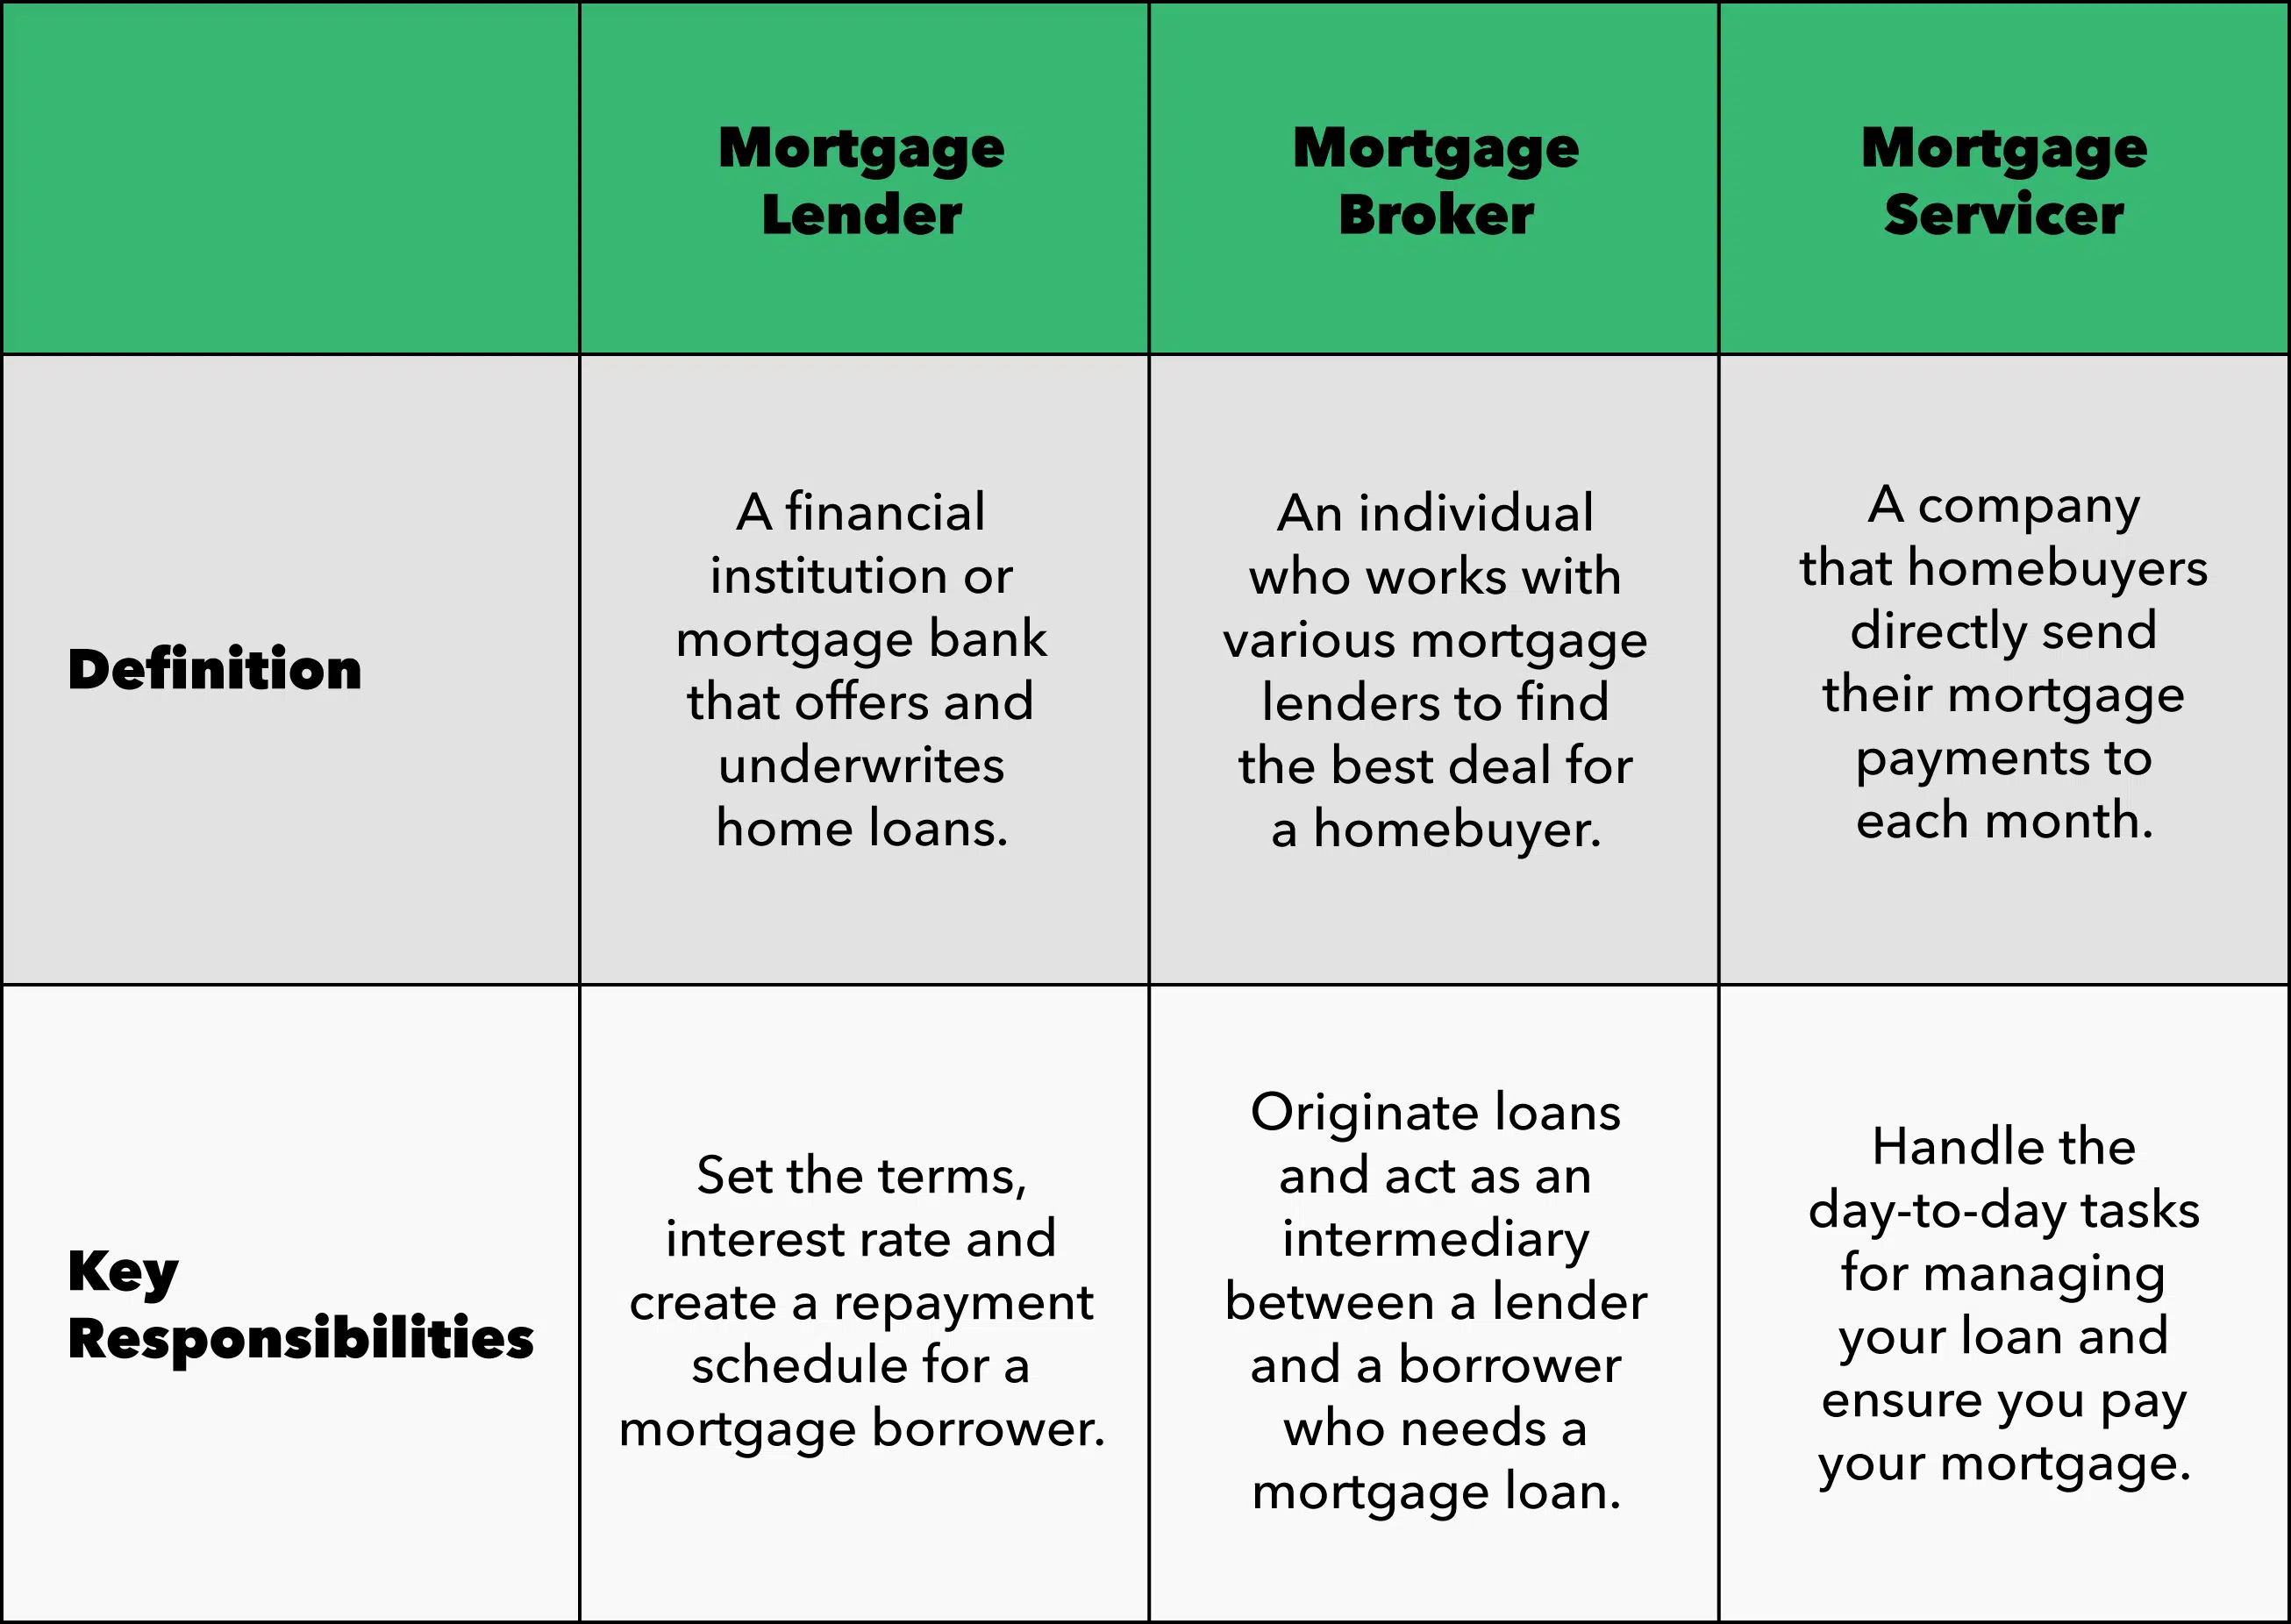 Mortgage
Lender
Mortgage
Broker
Mortgage
Servicer
Definition
A financial
institution or
mortgage bank
that offers and
underwrites
home loans.
An individual
who works with
various mortgage
lenders to find
the best deal for
a homebuyer.
A company
that homebuyers
directly send
their mortgage
payments to
each month.
Key
Responsibilities
Set the terms,
interest rate and
create a repayment
schedule for a
mortgage borrower.
Originate loans
and act as an
intermediary
between a lender
and a borrower
who needs a
mortgage loan.
Handle the
day-to-day tasks
for managing
your loan and
ensure you pay
your mortgage.